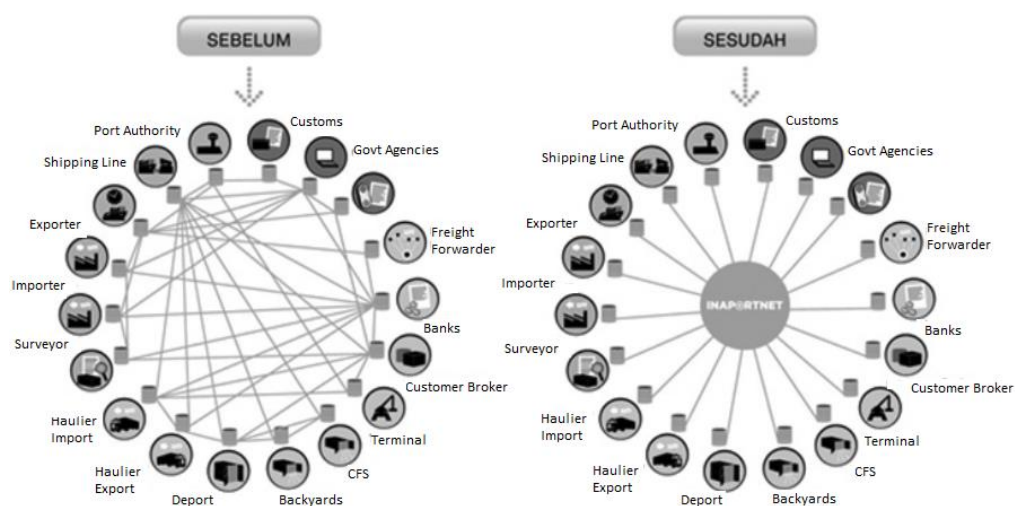 SEBELUM
Customs
Port Authority
Govt Agencies
Shipping Line
Exporter
Freight
Forwarder
Importer
Banks
Surveyor
Customer Broker
Haulier
Import
Terminal
Haulier
Export
CFS
Deport
Backyards
SESUDAH
Customs
Port Authority
Govt Agencies
Shipping Line
Exporter
Freight
Forwarder
Importer
INAPORTNET
Banks
Surveyor
Customer Broker
Haulier
Import
Terminal
Haulier
Export
CFS
Deport
Backyards